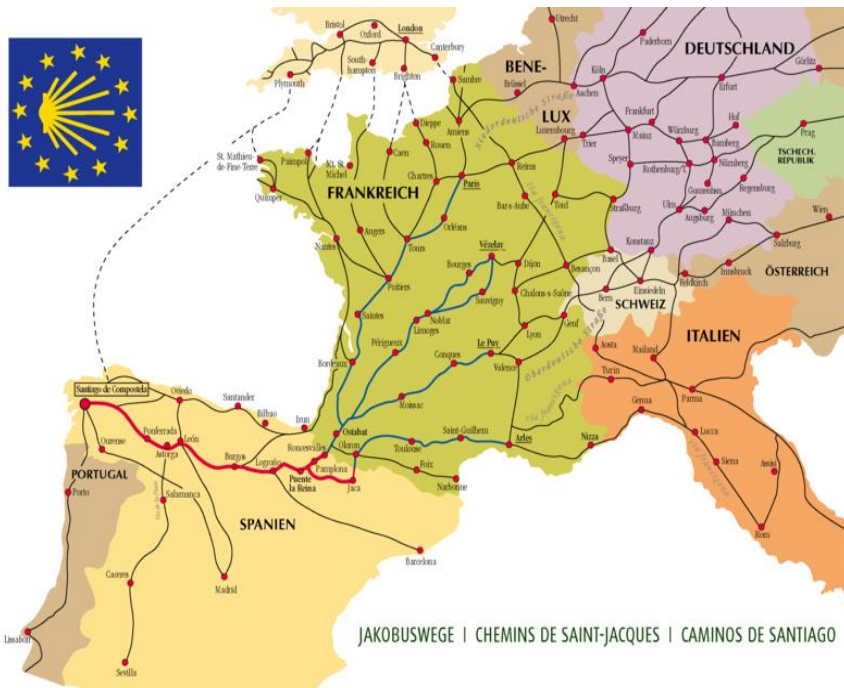 Utrecht
Bristol
Oxford
London
Canterbury
Paderborn
DEUTSCHLAND
Görlitz
South-
hampton
Brighton
Plymouth
BENE-
Brüssel
Aachen
Köln
Erfurt
Niederdeutsche Straße
LUX
Luxembourg
Trier
Frankfurt
Mainz
Würzburg
Hof
Bamberg
Prag
TSCHECH.
REPUBLIK
Dieppe
Rouen
Amiens
Caen
St. Mathieu-
de-Fine-Terre
Paimpol
Mt. St.
Michel
Quimper
FRANKREICH
Chartres
Paris
Reims
Speyer
Rothenburg/T.
Nürnberg
Regensburg
Bar-s-Aube
Toul
Straßburg
Ulm
Augsburg
München
Wien
Salzburg
Orléans
Angers
Tours
Nantes
Vézelay
Dijon
Basel
Konstanz
Besançon
Bourges
Sauvigny
Chalons-s-Saône
Poitiers
Bern
Einsiedeln
SCHWEIZ
Feldkirch
Innsbruck
ÖSTERREICH
Saintes
Noblat
Limoges
Périgueux
Lyon
Genf
Oberdeutsche Straße
ITALIEN
Aosta
Mailand
Turin
Parma
Bordeaux
Conques
Le Puy
Valence
Moissac
Santiago de Compostela
Oviedo
Santander
Bilbao
Irun
Ostabat
Oloron
Toulouse
Saint-Guilhem
Arles
Nizza
Genua
Lucca
Siena
Assisi
Rom
Ourense
Ponferrada
Astorga
León
Burgos
Logroño
Roncesvalles
Pamplona
Puente
la Reina
Jaca
Foix
Narbonne
PORTUGAL
Porto
Salamanca
SPANIEN
Barcelona
Caceres
Madrid
Lissabon
Sevilla
JAKOBUSWEGE | CHEMINS DE SAINT-JACQUES | CAMINOS DE SANTIAGO